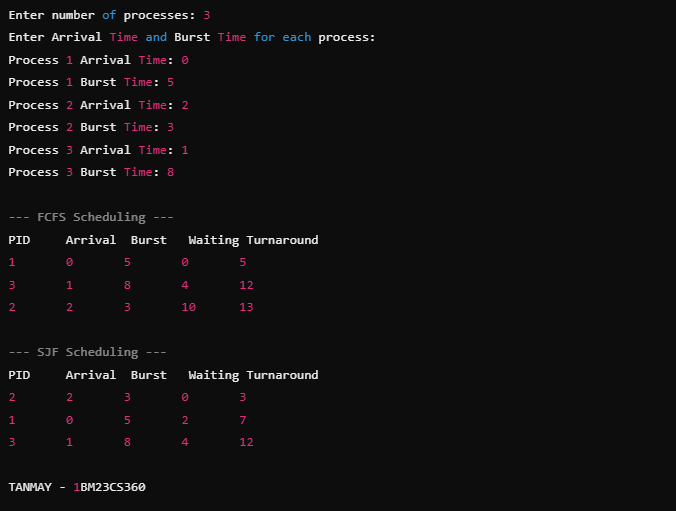 Enter number of processes: 3
Enter Arrival Time and Burst Time for each process:
Process 1 Arrival Time: 0
Process 1 Burst Time: 5
Process 2 Arrival Time: 2
Process 2 Burst Time: 3
Process 3 Arrival Time: 1
Process 3 Burst Time: 8

--- FCFS Scheduling ---
PID Arrival Burst Waiting Turnaround
1 0 5 0 5
3 1 8 4 12
2 2 3 10 13

--- SJF Scheduling ---
PID Arrival Burst Waiting Turnaround
2 2 3 0 3
1 0 5 2 7
3 1 8 4 12

TANMAY - 1BM23CS360